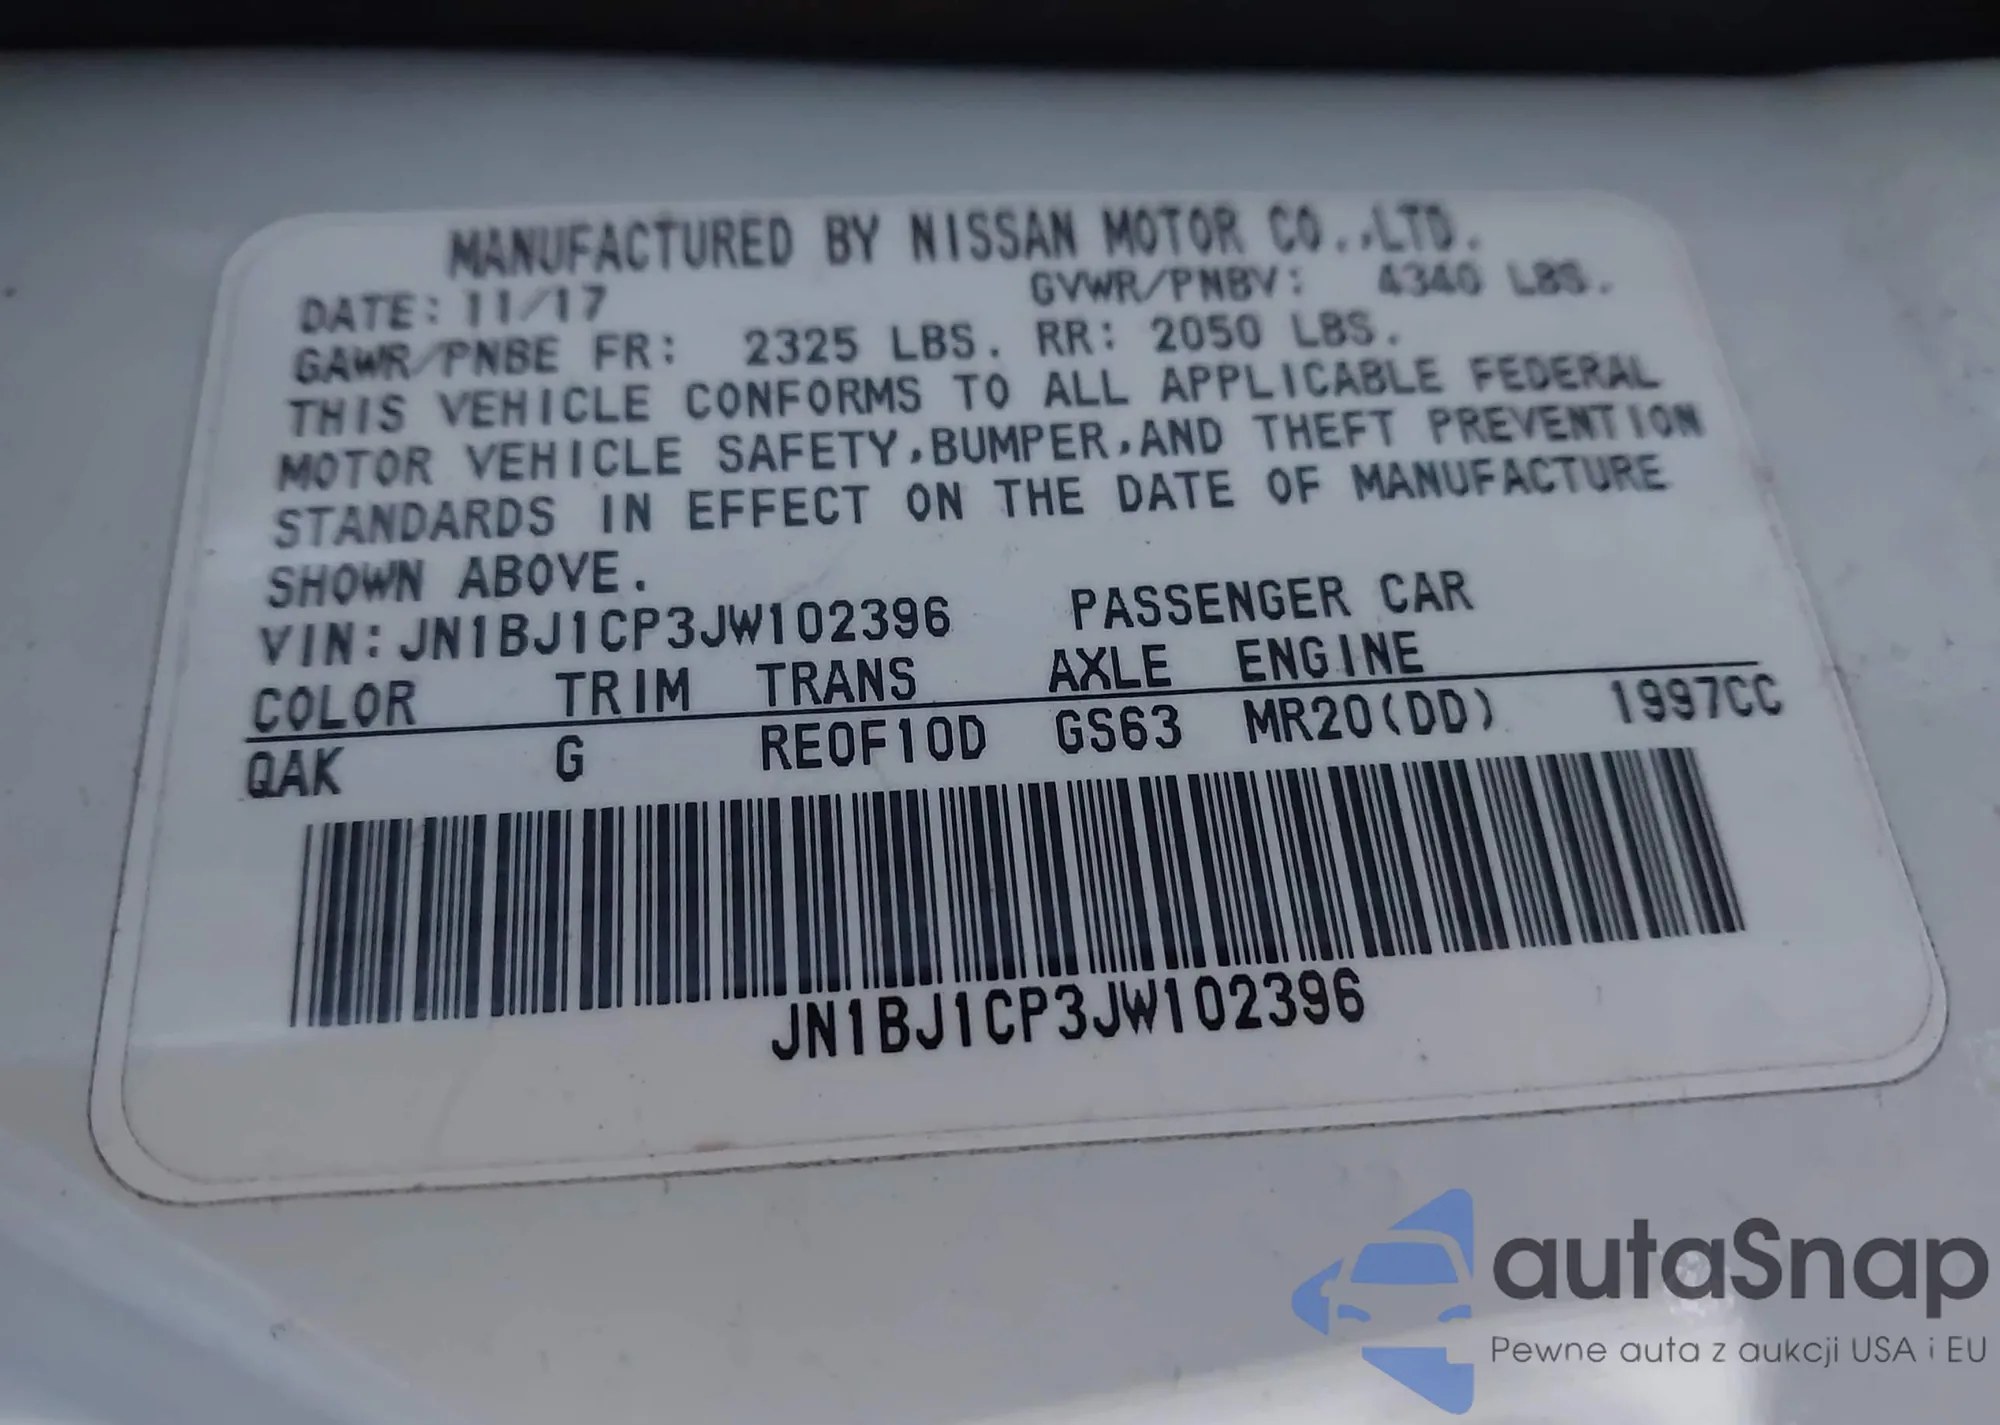 MANUFACTURED BY NISSAN MOTOR CO.,LTD.
DATE: 11/17 GVWR/PNBV: 4340 LBS.
GAWR/PNBE FR: 2325 LBS. RR: 2050 LBS.
THIS VEHICLE CONFORMS TO ALL APPLICABLE FEDERAL
MOTOR VEHICLE SAFETY,BUMPER,AND THEFT PREVENTION
STANDARDS IN EFFECT ON THE DATE OF MANUFACTURE
SHOWN ABOVE.
VIN: JN1BJ1CP3JW102396 PASSENGER CAR
COLOR TRIM TRANS AXLE ENGINE
QAK G RE0F10D GS63 MR20(DD) 1997CC
JN1BJ1CP3JW102396
autaSnap
Pewne auta z aukcji USA i EU